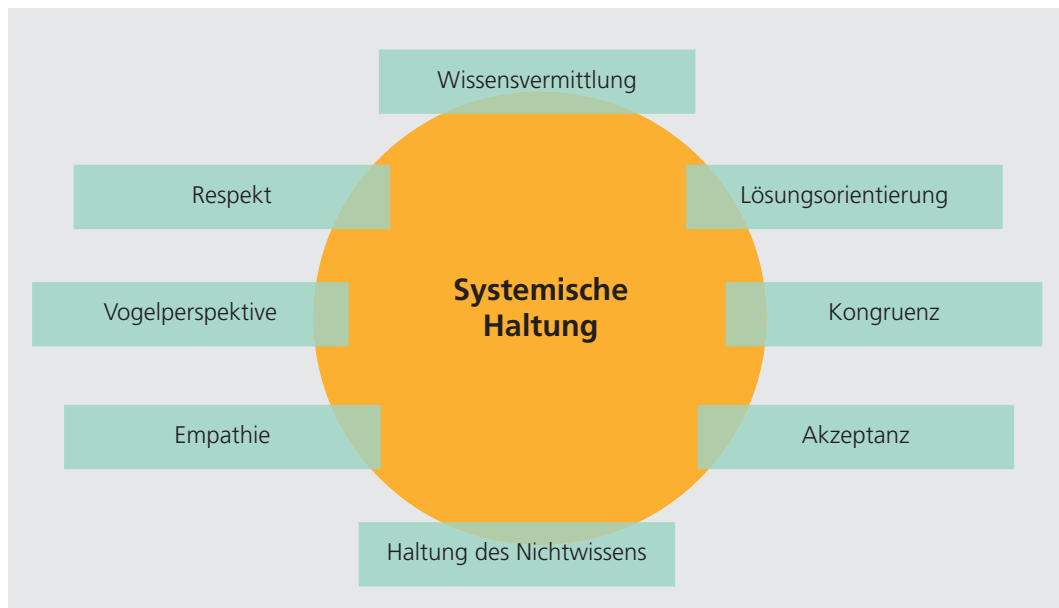 Wissensvermittlung
Respekt
Lösungsorientierung
Systemische
Haltung
Vogelperspektive
Kongruenz
Empathie
Akzeptanz
Haltung des Nichtwissens